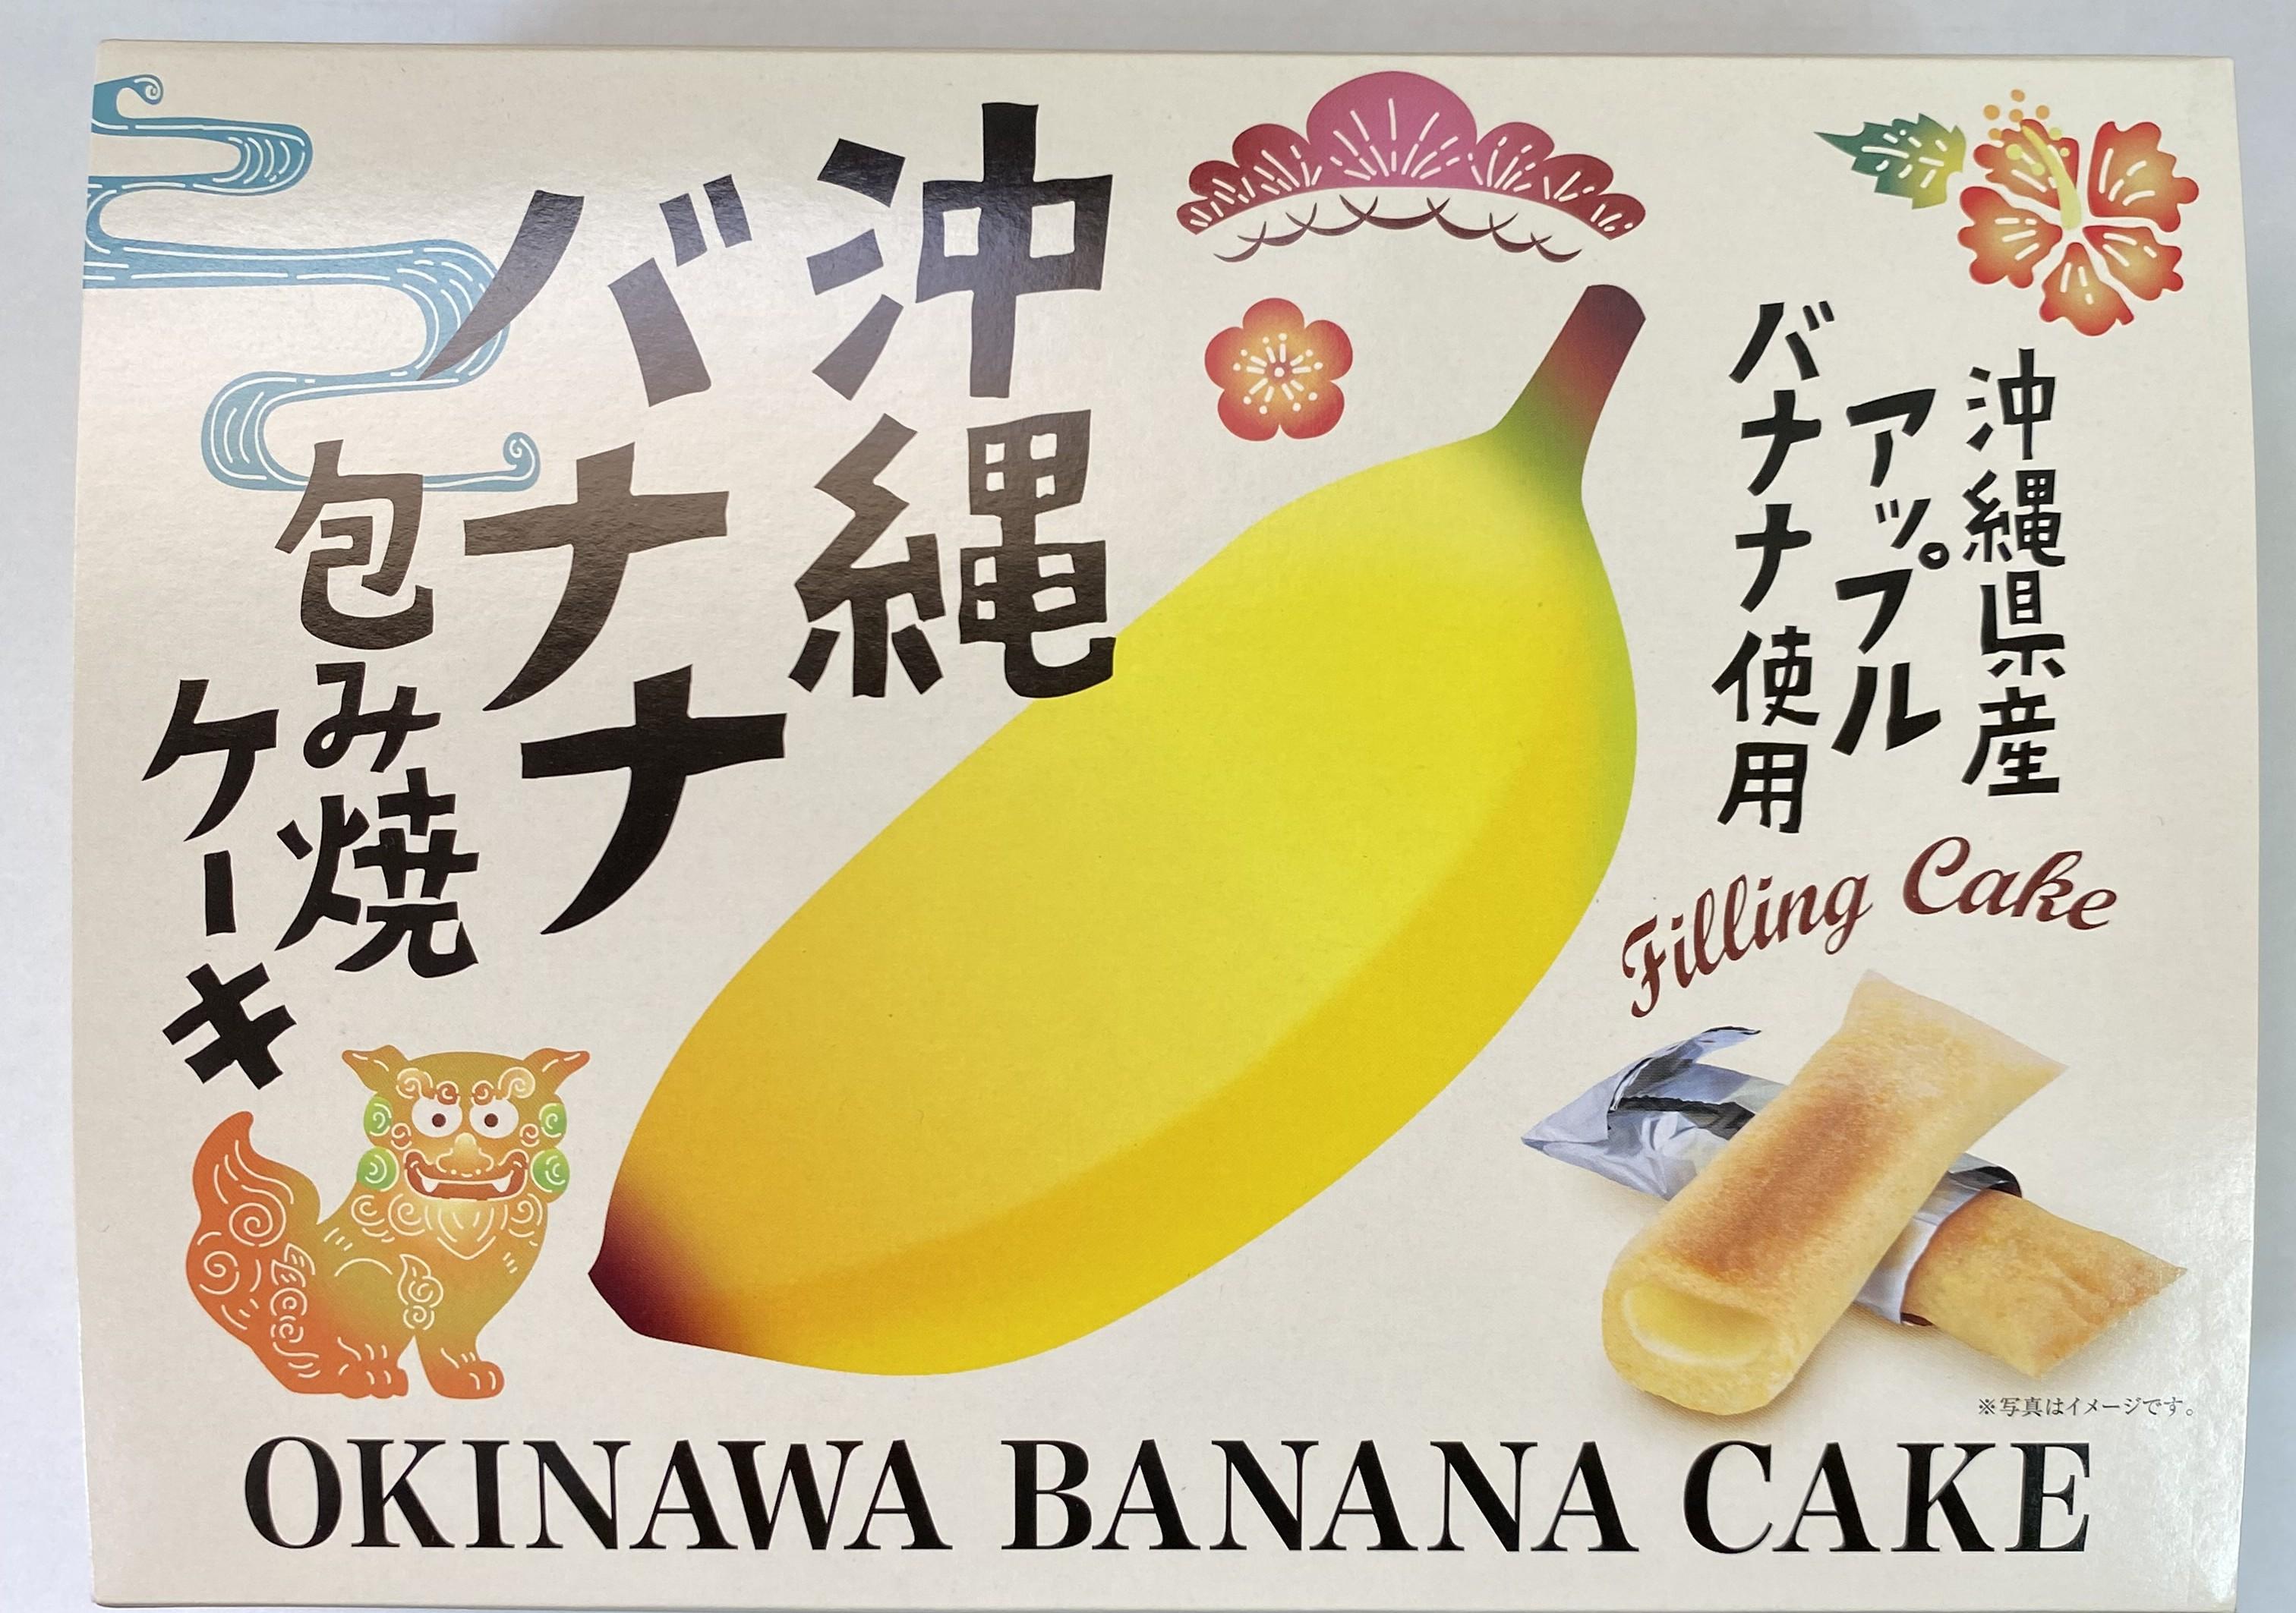 沖縄
バナナ
包み焼
ケーキ
沖縄県産
アップル
バナナ使用
Filling Cake
※写真はイメージです。
OKINAWA BANANA CAKE